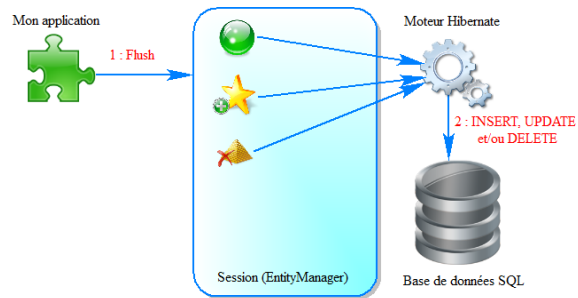 Mon application
Moteur Hibernate
1 : Flush
2 : INSERT, UPDATE
et/ou DELETE
Session (EntityManager)
Base de données SQL